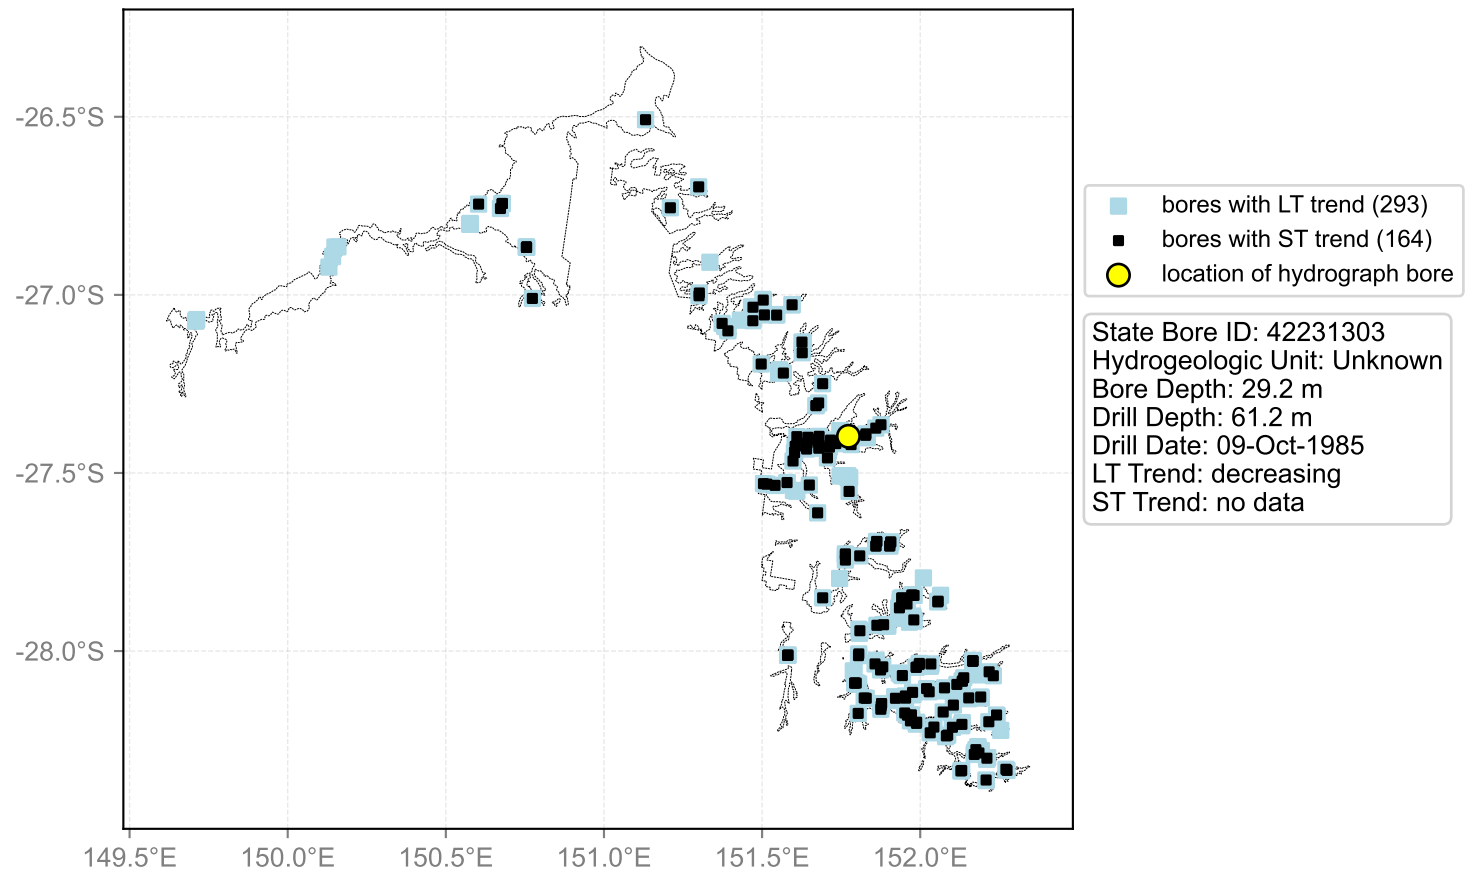 -26.5°S
-27.0°S
-27.5°S
-28.0°S
149.5°E 150.0°E 150.5°E 151.0°E 151.5°E 152.0°E
bores with LT trend (293)
bores with ST trend (164)
location of hydrograph bore
State Bore ID: 42231303
Hydrogeologic Unit: Unknown
Bore Depth: 29.2 m
Drill Depth: 61.2 m
Drill Date: 09-Oct-1985
LT Trend: decreasing
ST Trend: no data